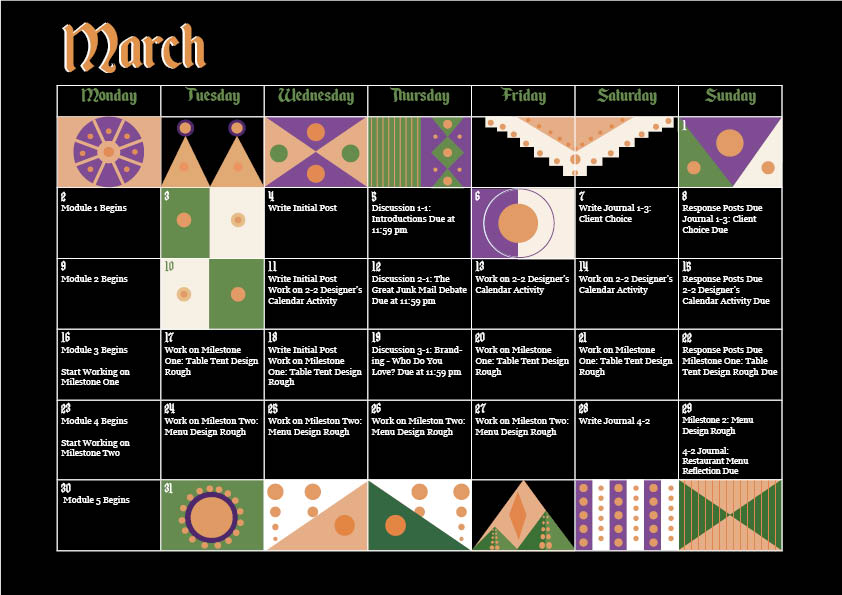 March
Monday
Tuesday
Wednesday
Thursday
Friday
Saturday
Sunday
1
2
Module 1 Begins
3
4
Write Initial Post
5
Discussion 1-1:
Introductions Due at
11:59 pm
6
7
Write Journal 1-3:
Client Choice
8
Response Posts Due
Journal 1-3: Client
Choice Due
9
Module 2 Begins
10
11
Write Initial Post
Work on 2-2 Designer's
Calendar Activity
12
Discussion 2-1: The
Great Junk Mail Debate
Due at 11:59 pm
13
Work on 2-2 Designer's
Calendar Activity
14
Work on 2-2 Designer's
Calendar Activity
15
Response Posts Due
2-2 Designer's
Calendar Activity Due
16
Module 3 Begins
Start Working on
Milestone One
17
Work on Milestone
One: Table Tent Design
Rough
18
Write Initial Post
Work on Milestone
One: Table Tent Design
Rough
19
Discussion 3-1: Brand-
ing - Who Do You
Love? Due at 11:59 pm
20
Work on Milestone
One: Table Tent Design
Rough
21
Work on Milestone
One: Table Tent Design
Rough
22
Response Posts Due
Milestone One: Table
Tent Design Rough Due
23
Module 4 Begins
Start Working on
Milestone Two
24
Work on Mileston Two:
Menu Design Rough
25
Work on Mileston Two:
Menu Design Rough
26
Work on Mileston Two:
Menu Design Rough
27
Work on Mileston Two:
Menu Design Rough
28
Write Journal 4-2
29
Milestone 2: Menu
Design Rough
4-2 Journal:
Restaurant Menu
Reflection Due
30
Module 5 Begins
31